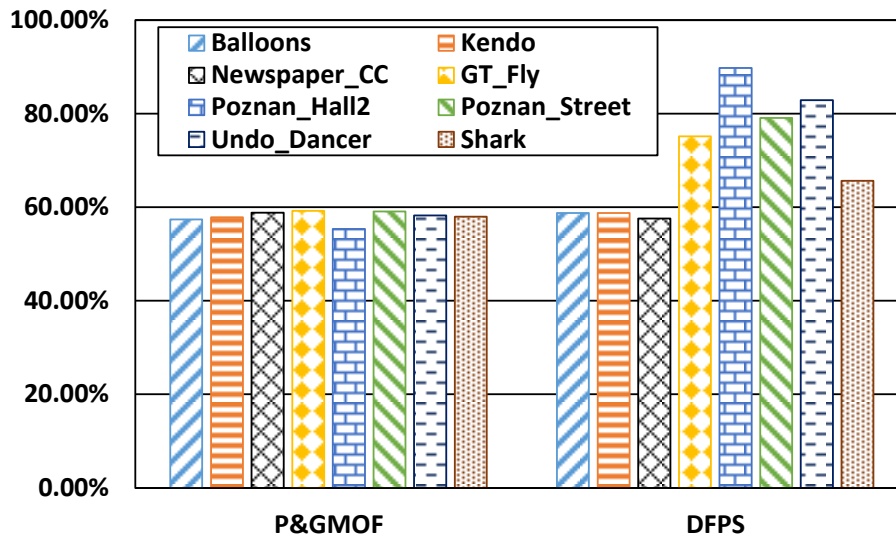 100.00%
Balloons Kendo
Newspaper_CC GT_Fly
80.00%
Poznan_Hall2 Poznan_Street
Undo_Dancer Shark
60.00%
40.00%
20.00%
0.00%
P&GMOF DFPS